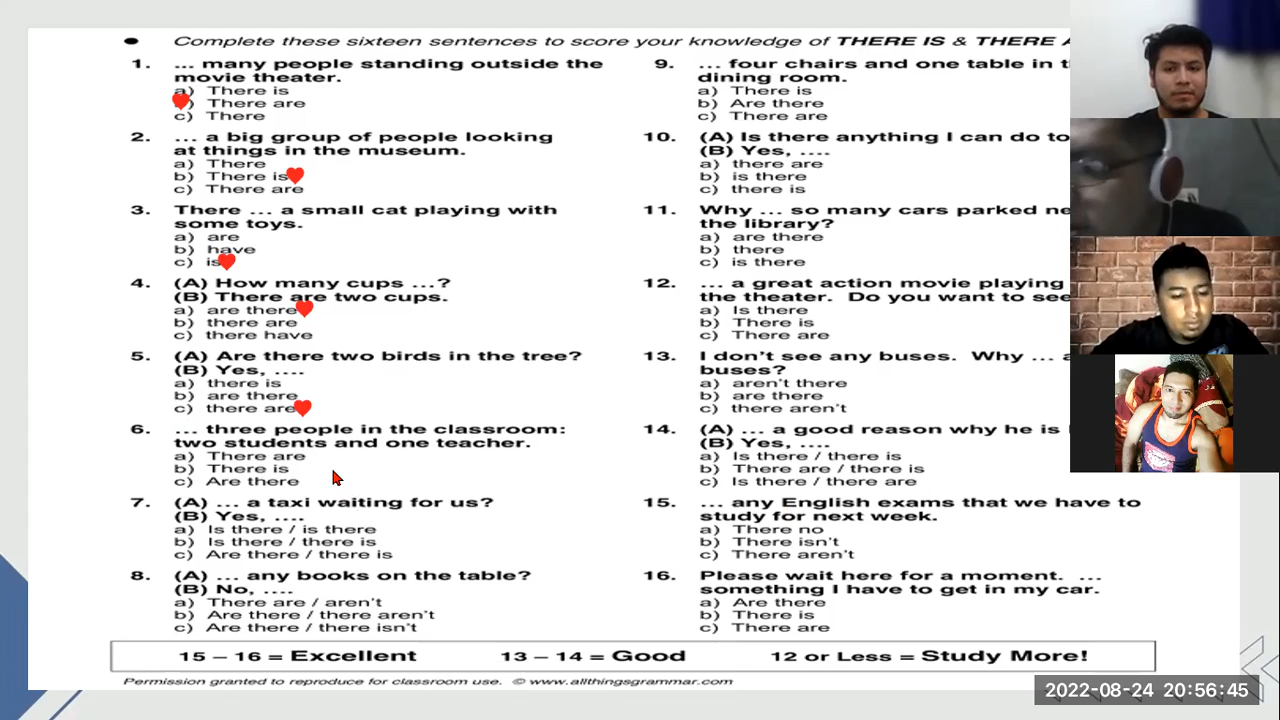 Complete these sixteen sentences to score your knowledge of THERE IS & THERE
1. ... many people standing outside the
movie theater.
a) There is
) There are
c) There
2. ... a big group of people looking
at things in the museum.
a) There
b) There is
c) There are
3. There ... a small cat playing with
some toys.
a) are
b) have
c) is
4. (A) How many cups ...?
(B) There are two cups.
a) are there
b) there are
c) there have
5. (A) Are there two birds in the tree?
(B) Yes, ....
a) there is
b) are there
c) there are
6. ... three people in the classroom:
two students and one teacher.
a) There are
b) There is
c) Are there
7. (A) ... a taxi waiting for us?
(B) Yes, ....
a) Is there / is there
b) Is there / there is
c) Are there / there is
8. (A) ... any books on the table?
(B) No, ....
a) There are / aren't
b) Are there / there aren't
c) Are there / there isn't
9. ... four chairs and one table in
dining room.
a) There is
b) Are there
c) There are
10. (A) Is there anything I can do to
(B) Yes, ....
a) there are
b) is there
c) there is
11. Why ... so many cars parked
the library?
a) are there
b) there
c) is there
12. ... a great action movie playing
the theater. Do you want to see
a) Is there
b) There is
c) There are
13. I don't see any buses. Why ...
buses?
a) aren't there
b) are there
c) there aren't
14. (A) ... a good reason why he is
(B) Yes, ....
a) Is there / there is
b) There are / there is
c) Is there / there are
15. ... any English exams that we have to
study for next week.
a) There no
b) There isn't
c) There aren't
16. Please wait here for a moment. ...
something I have to get in my car.
a) Are there
b) There is
c) There are
15 – 16 = Excellent 13 – 14 = Good 12 or Less = Study More!
Permission granted to reproduce for classroom use. © www.allthingsgrammar.com
2022-08-24 20:56:45